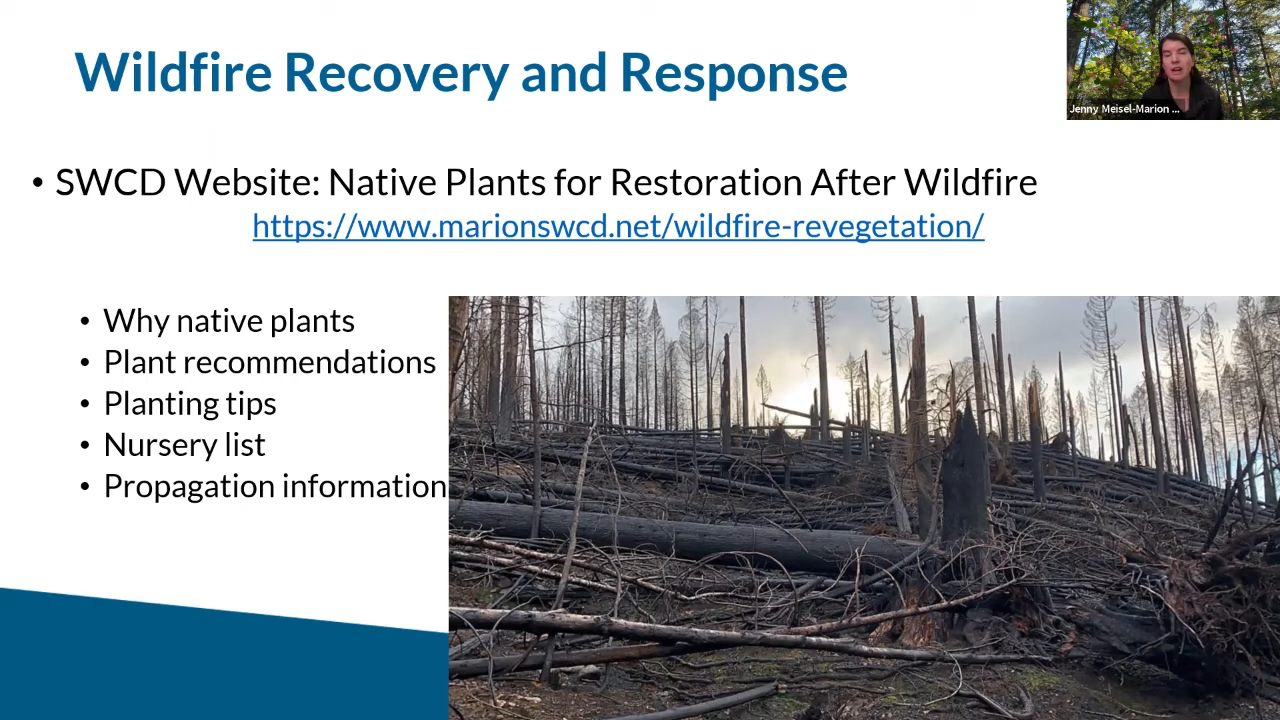 Wildfire Recovery and Response
Jenny Meisel-Marion ...
• SWCD Website: Native Plants for Restoration After Wildfire
https://www.marionswcd.net/wildfire-revegetation/
• Why native plants
• Plant recommendations
• Planting tips
• Nursery list
• Propagation information